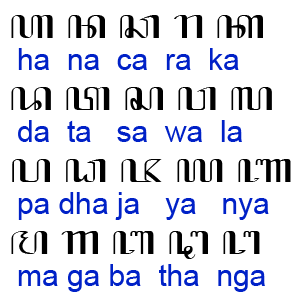 ꦲ ꦤ ꦕ ꦫ ꦏ
ha na ca ra ka
ꦢ ꦠ ꦱ ꦮ ꦭ
da ta sa wa la
ꦥ ꦝ ꦗ ꦪ ꦚ
pa dha ja ya nya
ꦩ ꦒ ꦧ ꦛ ꦔ
ma ga ba tha nga